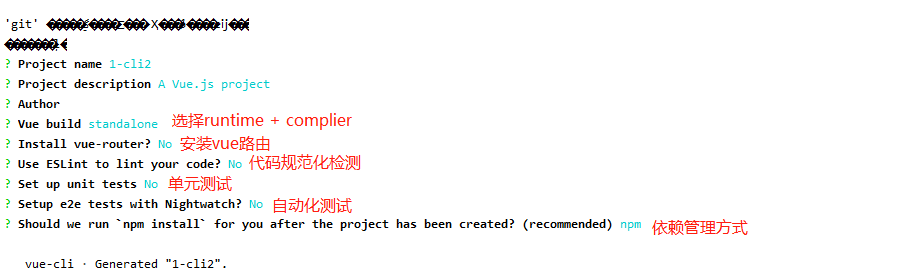 'git'
? Project name 1-cli2
? Project description A Vue.js project
? Author
? Vue build standalone 选择runtime + complier
? Install vue-router? No 安装vue路由
? Use ESLint to lint your code? No 代码规范化检测
? Set up unit tests No 单元测试
? Setup e2e tests with Nightwatch? No 自动化测试
? Should we run `npm install` for you after the project has been created? (recommended) npm 依赖管理方式
vue-cli · Generated "1-cli2".